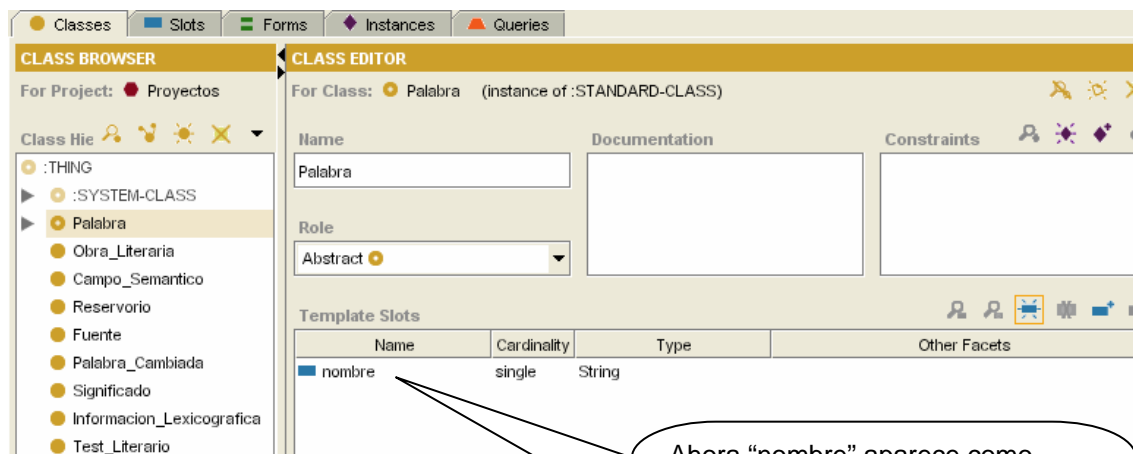 Classes Slots Forms Instances Queries
CLASS BROWSER
For Project: Proyectos
Class Hie
:THING
:SYSTEM-CLASS
Palabra
Obra_Literaria
Campo_Semantico
Reservorio
Fuente
Palabra_Cambiada
Significado
Informacion_Lexicografica
Test_Literario
CLASS EDITOR
For Class: Palabra (instance of :STANDARD-CLASS)
Name Documentation Constraints
Palabra
Role
Abstract
Template Slots
Name Cardinality Type Other Facets
nombre single String
Ahora “nombre” aparece como